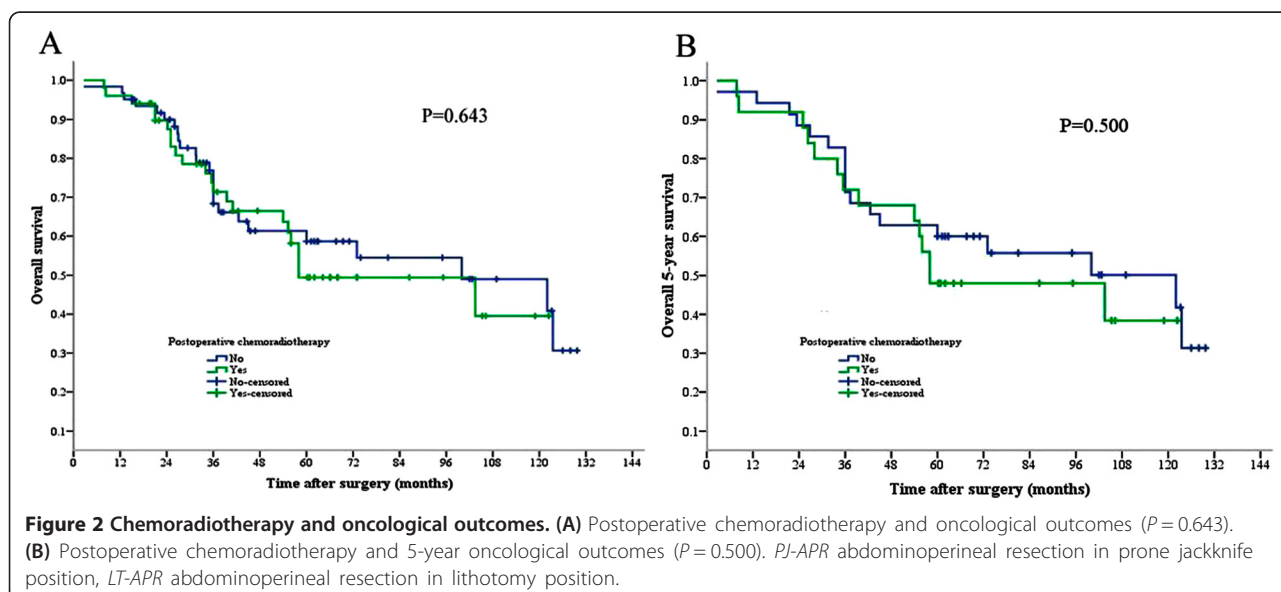 A
B
1.0
0.9
0.8
0.7
0.6
0.5
0.4
0.3
0.2
0.1
Overall survival
P=0.643
Postoperative chemoradiotherapy
No
Yes
No-censored
Yes-censored
0 12 24 36 48 60 72 84 96 108 120 132 144
Time after surgery (months)
1.0
0.9
0.8
0.7
0.6
0.5
0.4
0.3
0.2
0.1
Overall 5-year survival
P=0.500
Postoperative chemoradiotherapy
No
Yes
No-censored
Yes-censored
0 12 24 36 48 60 72 84 96 108 120 132 144
Time after surgery (months)
Figure 2 Chemoradiotherapy and oncological outcomes. (A) Postoperative chemoradiotherapy and oncological outcomes (P = 0.643).
(B) Postoperative chemoradiotherapy and 5-year oncological outcomes (P = 0.500). PJ-APR abdominoperineal resection in prone jackknife
position, LT-APR abdominoperineal resection in lithotomy position.